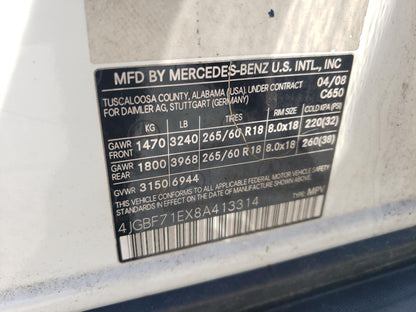 MFD BY MERCEDES-BENZ U.S. INTL., INC
TUSCALOOSA COUNTY, ALABAMA (USA) UNDER CONTRACT 04/08
FOR DAIMLER AG, STUTTGART (GERMANY) C650
KG LB TIRES RIM SIZE COLD KPA (PSI)
GAWR FRONT 1470 3240 265/60 R18 8.0x18 220(32)
GAWR REAR 1800 3968 265/60 R18 8.0x18 260(38)
GVWR 3150 6944
THIS VEHICLE CONFORMS TO ALL APPLICABLE
FEDERAL MOTOR VEHICLE SAFETY STANDARDS
IN EFFECT ON THE DATE OF MANUFACTURE
SHOWN ABOVE.
4JGBF71EX8A413314 TYPE: MPV